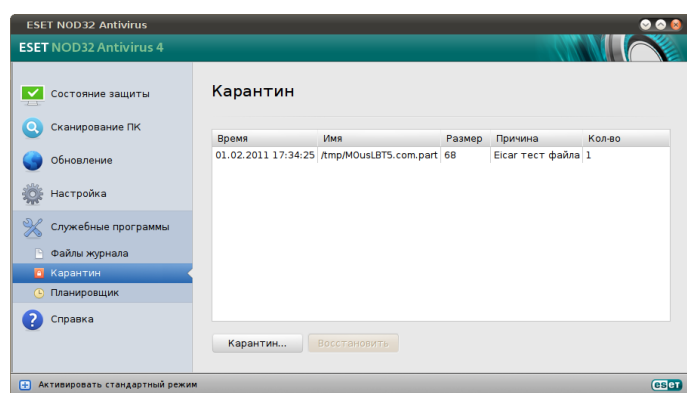 ESET NOD32 Antivirus
ESET NOD32 Antivirus 4
Состояние защиты
Сканирование ПК
Обновление
Настройка
Служебные программы
Файлы журнала
Карантин
Планировщик
Справка
Карантин
Время Имя Размер Причина Кол-во
01.02.2011 17:34:25 /tmp/MOusLBT5.com.part 68 Eicar тест файла 1
Карантин... Восстановить
Активировать стандартный режим
eseT